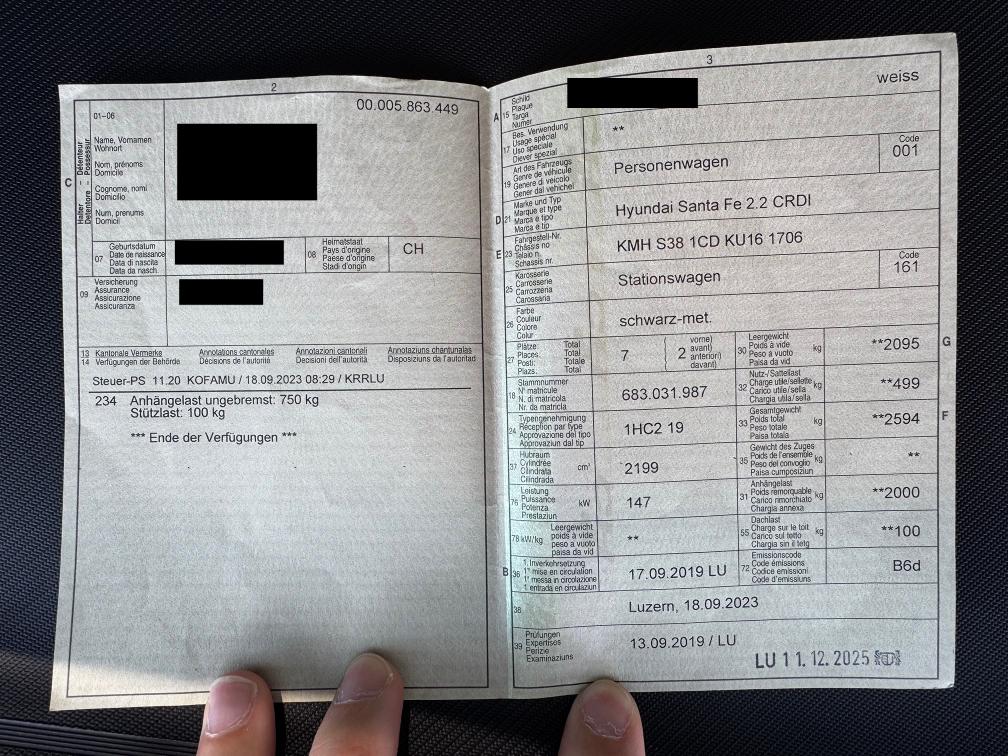 2
00.005.863.449
01–06
C
Halter – Détenteur
Detentore – Possessur
Name, Vornamen
Wohnort
Nom, prénoms
Domicile
Cognome, nomi
Domicilio
Num, prenums
Domicil
07
Geburtsdatum
Date de naissance
Data di nascita
Data da nasch.
08
Heimatstaat
Pays d'origine
Paese d'origine
Stadi d'origin
CH
09
Versicherung
Assurance
Assicurazione
Assicuranza
13 Kantonale Vermerke Annotations cantonales Annotazioni cantonali Annotaziuns chantunalas
14 Verfügungen der Behörde Décisions de l'autorité Decisioni dell'autorità Disposiziuns da l'autoritad
Steuer-PS 11.20 KOFAMU / 18.09.2023 08:29 / KRRLU
234 Anhängelast ungebremst: 750 kg
Stützlast: 100 kg
*** Ende der Verfügungen ***
3
A 15
Schild
Plaque
Targa
Numer
weiss
17
Bes. Verwendung
Usage spécial
Uso speciale
Diever spezial
**
19
Art des Fahrzeugs
Genre de véhicule
Genere di veicolo
Gener dal vehichel
Personenwagen
Code
001
D 21
Marke und Typ
Marque et type
Marca e tipo
Marca e tip
Hyundai Santa Fe 2.2 CRDI
E 23
Fahrgestell-Nr.
Châssis no
Telaio n.
Schassis nr.
KMH S38 1CD KU16 1706
25
Karosserie
Carrosserie
Carrozzeria
Carossaria
Stationswagen
Code
161
26
Farbe
Couleur
Colore
Colur
schwarz-met.
27
Plätze: Total
Places: Total
Posti: Totale
Plazs: Total
7
2
vorne)
avant)
anteriori)
davant)
30
Leergewicht
Poids à vide
Peso a vuoto
Paisa da vid
kg
**2095
G
18
Stammnummer
N° matricule
N. di matricola
Nr. da matricla
683.031.987
32
Nutz-/Sattellast
Charge utile/sellette
Carico utile/sella
Chargia utila/sella
kg
**499
24
Typengenehmigung
Réception par type
Approvazione del tipo
Approvaziun dal tip
1HC2 19
33
Gesamtgewicht
Poids total
Peso totale
Paisa totala
kg
**2594
F
37
Hubraum
Cylindrée
Cilindrata
Cilindrada
cm³
2199
35
Gewicht des Zuges
Poids de l'ensemble
Peso del convoglio
Paisa cumposiziun
kg
**
76
Leistung
Puissance
Potenza
Prestaziun
kW
147
31
Anhängelast
Poids remorquable
Carico rimorchiato
Chargia annexa
kg
**2000
78 kW/kg
Leergewicht
poids à vide
peso a vuoto
paisa da vid
**
55
Dachlast
Charge sur le toit
Carico sul tetto
Chargia sin il tetg
kg
**100
B 36
1. Inverkehrsetzung
1re mise en circulation
1a messa in circolazione
1. entrada en circulaziun
17.09.2019 LU
72
Emissionscode
Code émissions
Codice emissioni
Code d'emissiuns
B6d
38
Luzern, 18.09.2023
39
Prüfungen
Expertises
Perizie
Examinaziuns
13.09.2019 / LU
LU 11. 12. 2025